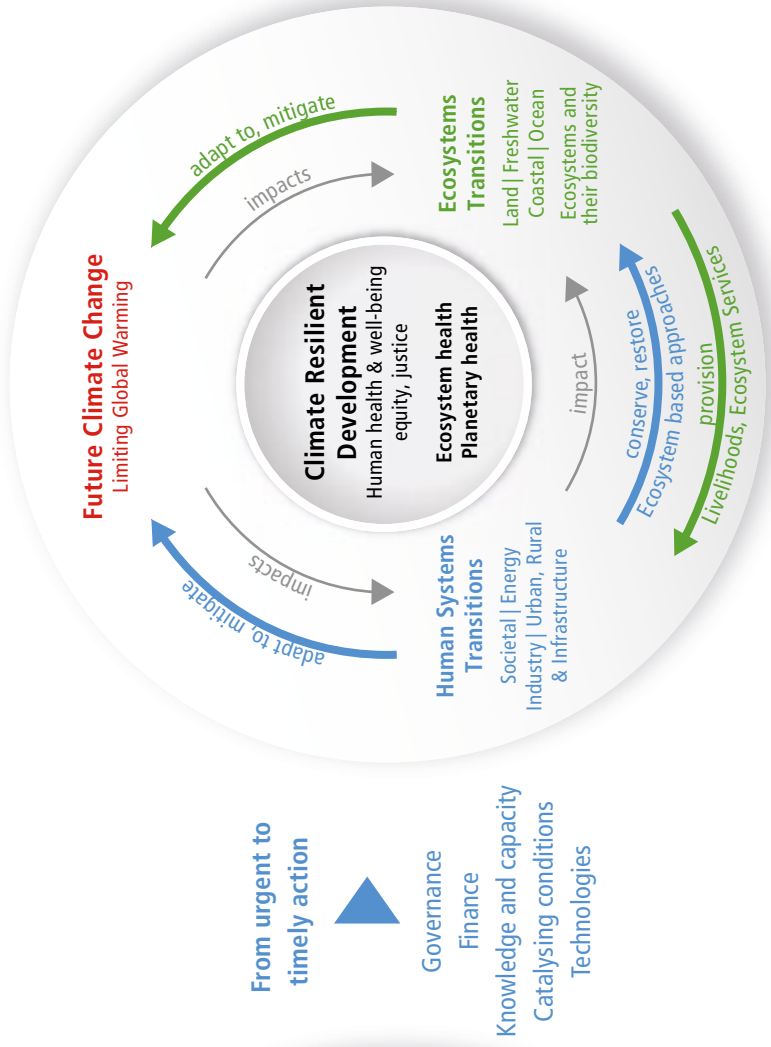 From urgent to
timely action
Governance
Finance
Knowledge and capacity
Catalysing conditions
Technologies
Future Climate Change
Limiting Global Warming
adapt to, mitigate
impacts
adapt to, mitigate
impacts
Climate Resilient
Development
Human health & well-being
equity, justice
Ecosystem health
Planetary health
Human Systems
Transitions
Societal | Energy
Industry | Urban, Rural
& Infrastructure
Ecosystems
Transitions
Land | Freshwater
Coastal | Ocean
Ecosystems and
their biodiversity
impact
conserve, restore
Ecosystem based approaches
provision
Livelihoods, Ecosystem Services